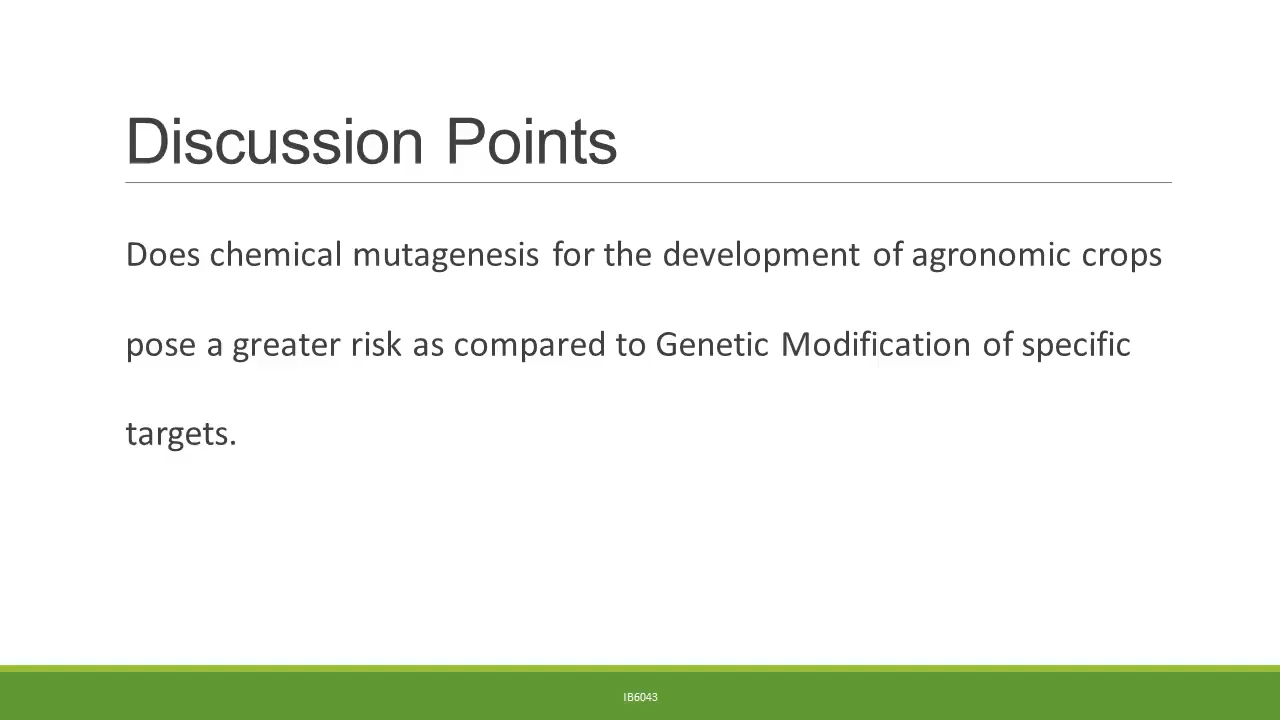 Discussion Points
Does chemical mutagenesis for the development of agronomic crops
pose a greater risk as compared to Genetic Modification of specific
targets.
IB6043